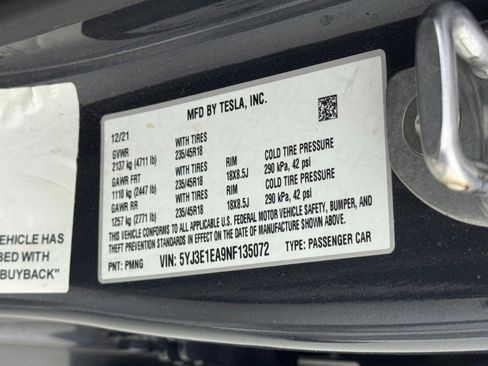 MFD BY TESLA, INC.
12/21
GVWR WITH TIRES
2137 kg (4711 lb) 235/45R18 RIM COLD TIRE PRESSURE
GAWR FRT WITH TIRES 18X8.5J 290 kPa, 42 psi
1110 kg (2447 lb) 235/45R18 RIM COLD TIRE PRESSURE
GAWR RR WITH TIRES 18X8.5J 290 kPa, 42 psi
1257 kg (2771 lb) 235/45R18
THIS VEHICLE CONFORMS TO ALL APPLICABLE U.S. FEDERAL MOTOR VEHICLE SAFETY, BUMPER, AND
THEFT PREVENTION STANDARDS IN EFFECT ON THE DATE OF MANUFACTURE SHOWN ABOVE.
PNT: PMNG VIN: 5YJ3E1EA9NF135072 TYPE: PASSENGER CAR
EHICLE HAS
BED WITH
BUYBACK"